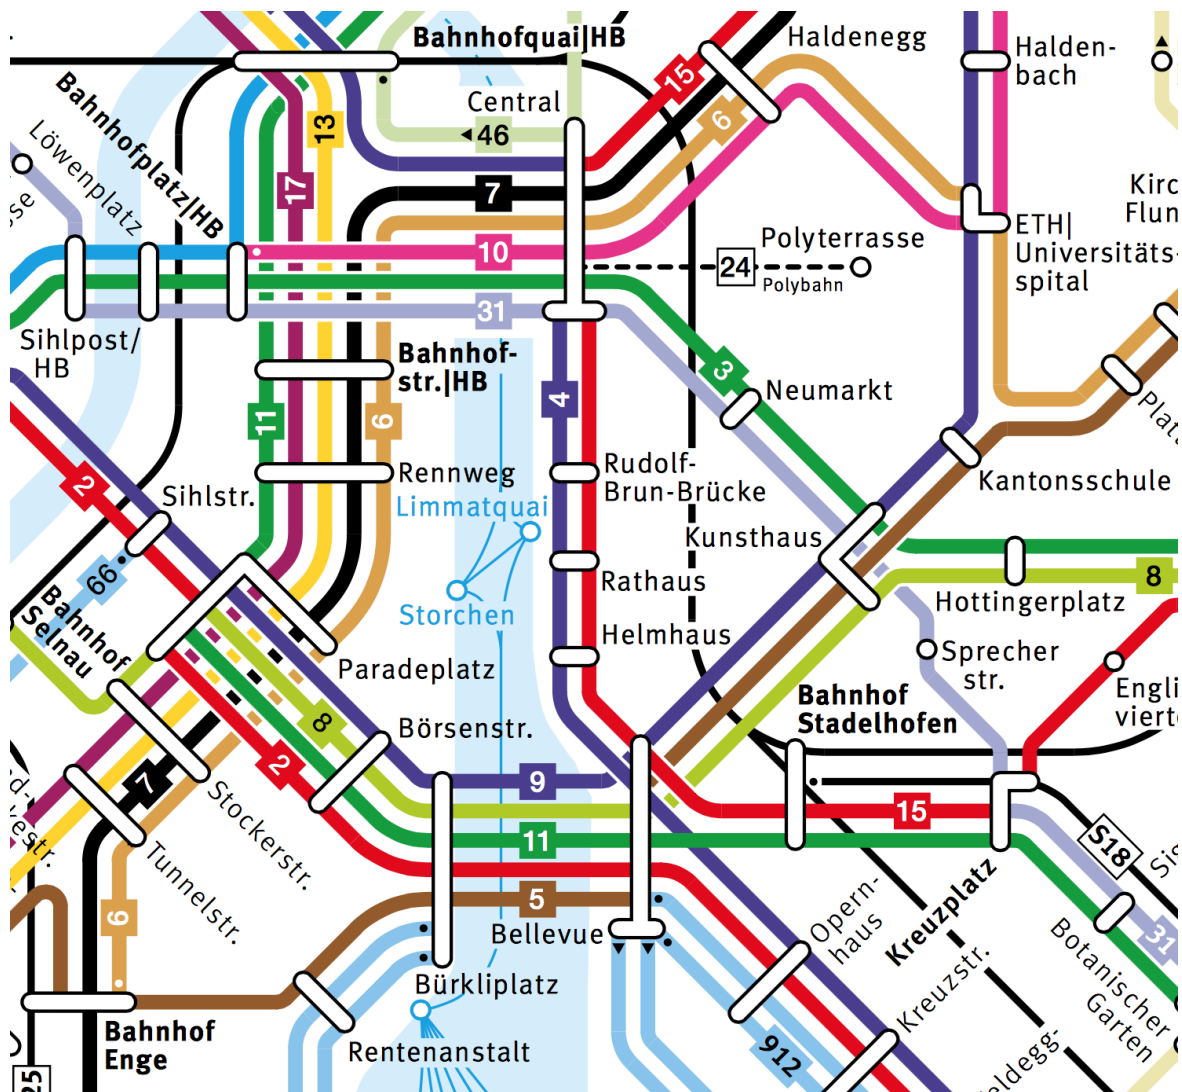 Bahnhofquai|HB
Haldenegg
Halden-
bach
15
Central
13
6
46
Löwenplatz
Bahnhofplatz|HB
17
7
10
31
24
Polyterrasse
Polybahn
ETH|
Universitäts-
spital
Sihlpost/
HB
Bahnhof-
str.|HB
11
6
4
3
Neumarkt
Rennweg
Rudolf-
Brun-Brücke
Kantonsschule
2
Sihlstr.
Limmatquai
Kunsthaus
66
Storchen
Rathaus
8
Hottingerplatz
Bahnhof
Selnau
Helmhaus
Sprecher
str.
Paradeplatz
Bahnhof
Stadelhofen
8
Börsenstr.
2
7
9
15
11
S18
Stockerstr.
Tunnelstr.
6
5
Bellevue
Opern-
haus
Kreuzplatz
31
Kreuzstr.
Botanischer
Garten
Bürkliplatz
Bahnhof
Enge
Rentenanstalt
912
25